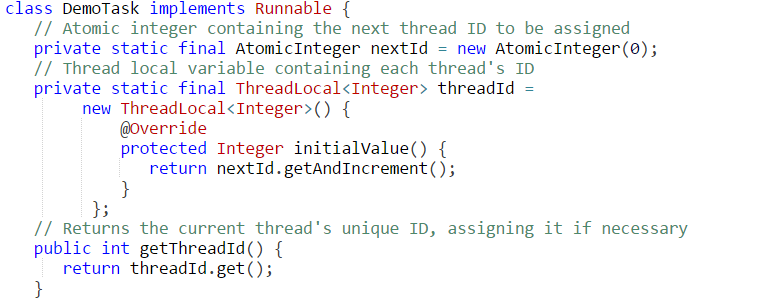 class DemoTask implements Runnable {
   // Atomic integer containing the next thread ID to be assigned
   private static final AtomicInteger nextId = new AtomicInteger(0);
   // Thread local variable containing each thread's ID
   private static final ThreadLocal<Integer> threadId =
        new ThreadLocal<Integer>() {
            @Override
            protected Integer initialValue() {
               return nextId.getAndIncrement();
            }
         };
   // Returns the current thread's unique ID, assigning it if necessary
   public int getThreadId() {
      return threadId.get();
   }